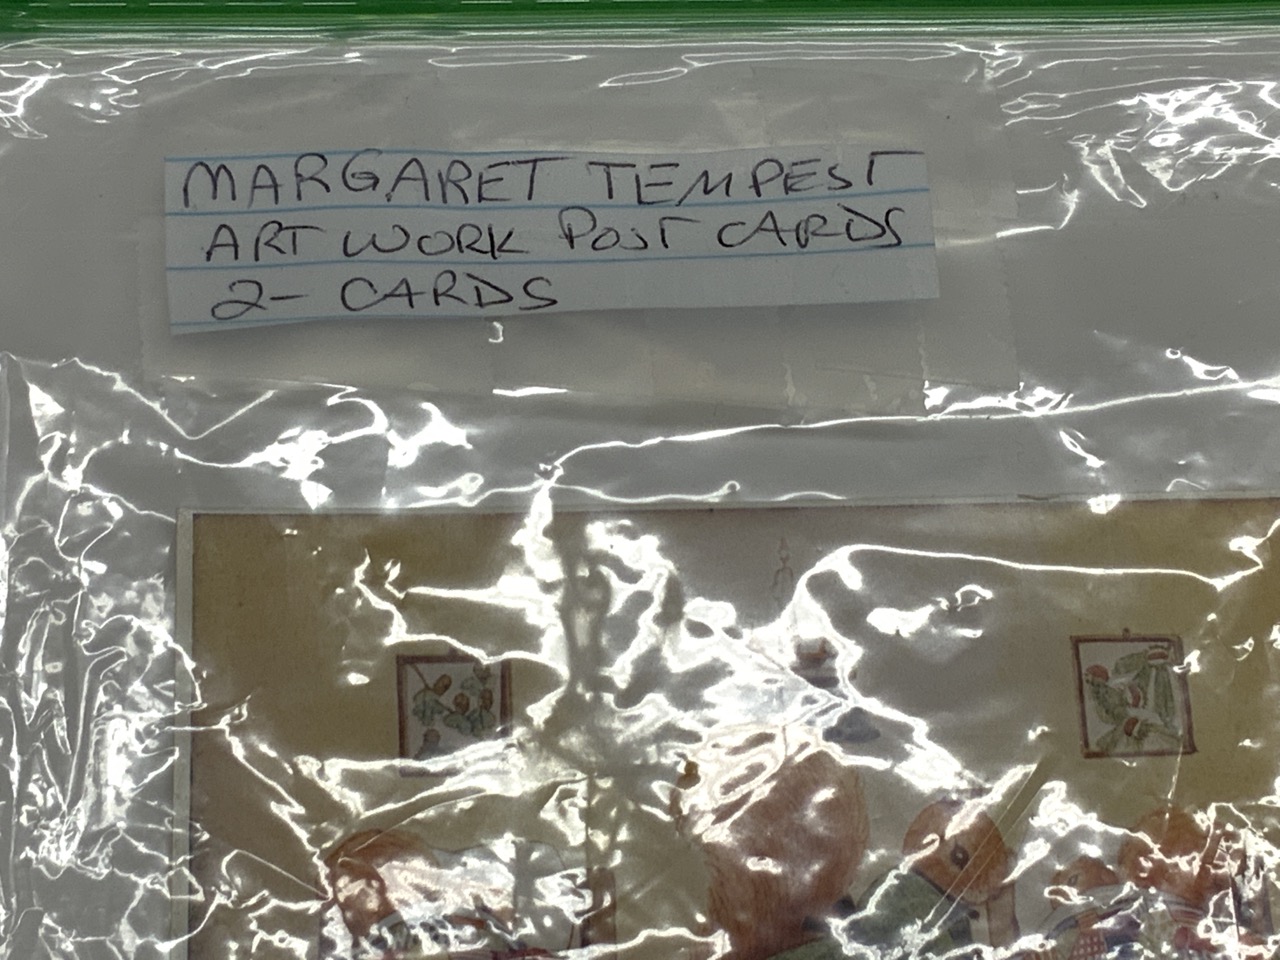 MARGARET TEMPEST
ART WORK POST CARDS
2- CARDS